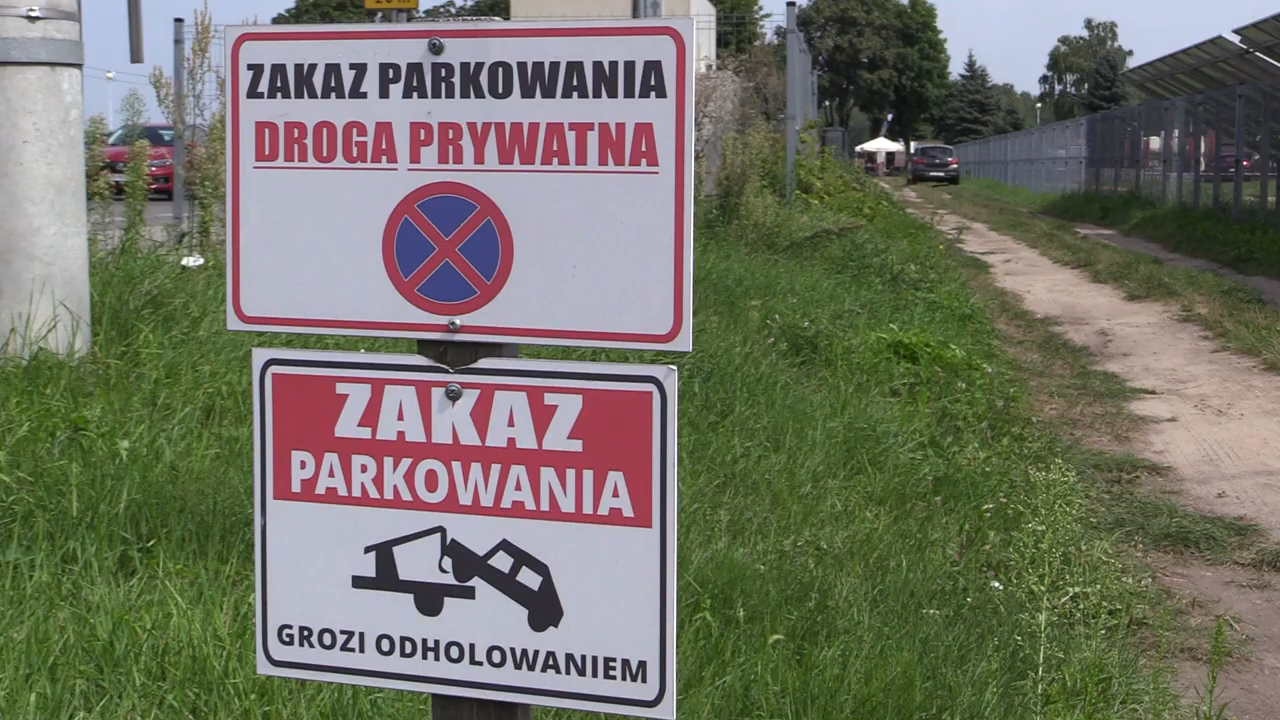 ZAKAZ PARKOWANIA
DROGA PRYWATNA
ZAKAZ
PARKOWANIA
GROZI ODHOLOWANIEM